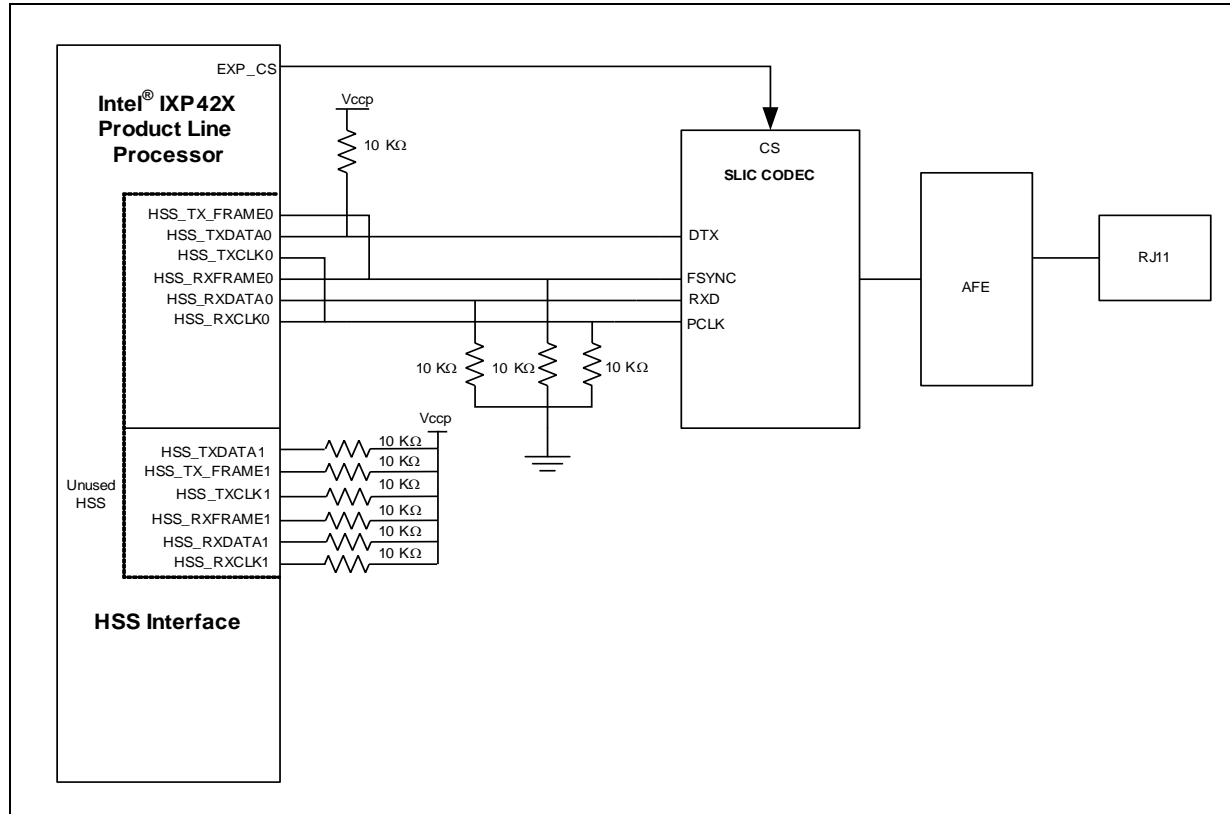 EXP_CS
Intel® IXP42X
Product Line
Processor
Vccp
10 KΩ
CS
SLIC CODEC
HSS_TX_FRAME0
HSS_TXDATA0
HSS_TXCLK0
HSS_RXFRAME0
HSS_RXDATA0
HSS_RXCLK0
DTX
FSYNC
RXD
PCLK
AFE
RJ11
10 KΩ
10 KΩ
10 KΩ
Vccp
Unused
HSS
HSS_TXDATA1
HSS_TX_FRAME1
HSS_TXCLK1
HSS_RXFRAME1
HSS_RXDATA1
HSS_RXCLK1
10 KΩ
10 KΩ
10 KΩ
10 KΩ
10 KΩ
10 KΩ
HSS Interface